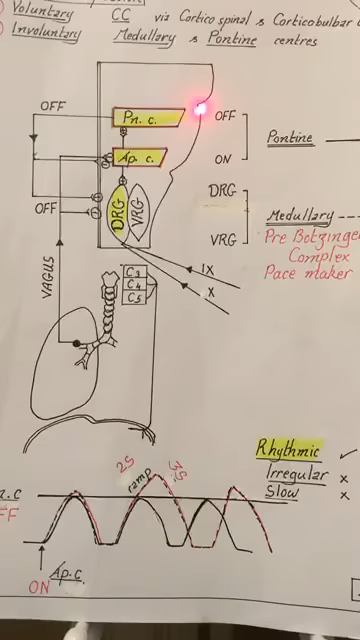 Voluntary CC via Cortico spinal & Corticobulbar
Involuntary Medullary & Pontine centres
OFF
Pn. c.
OFF
Pontine
Ap. c.
ON
DRG
OFF
DRG
VRG
Medullary
VRG
Pre Botzinger
Complex
Pace maker
VAGUS
IX
X
C3
C4
C5
Rhythmic ✓
Irregular x
Slow x
2S
ramp
3S
ON
Ap.c.